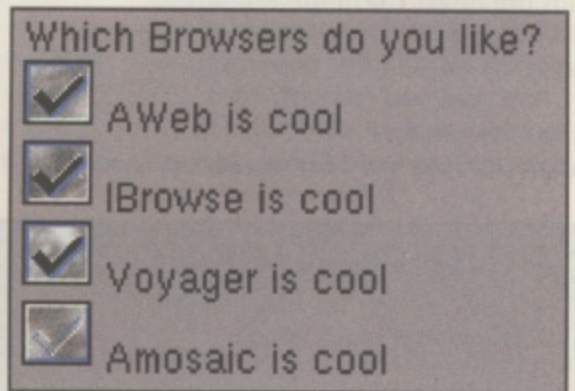 Which Browsers do you like?
AWeb is cool
IBrowse is cool
Voyager is cool
Amosaic is cool